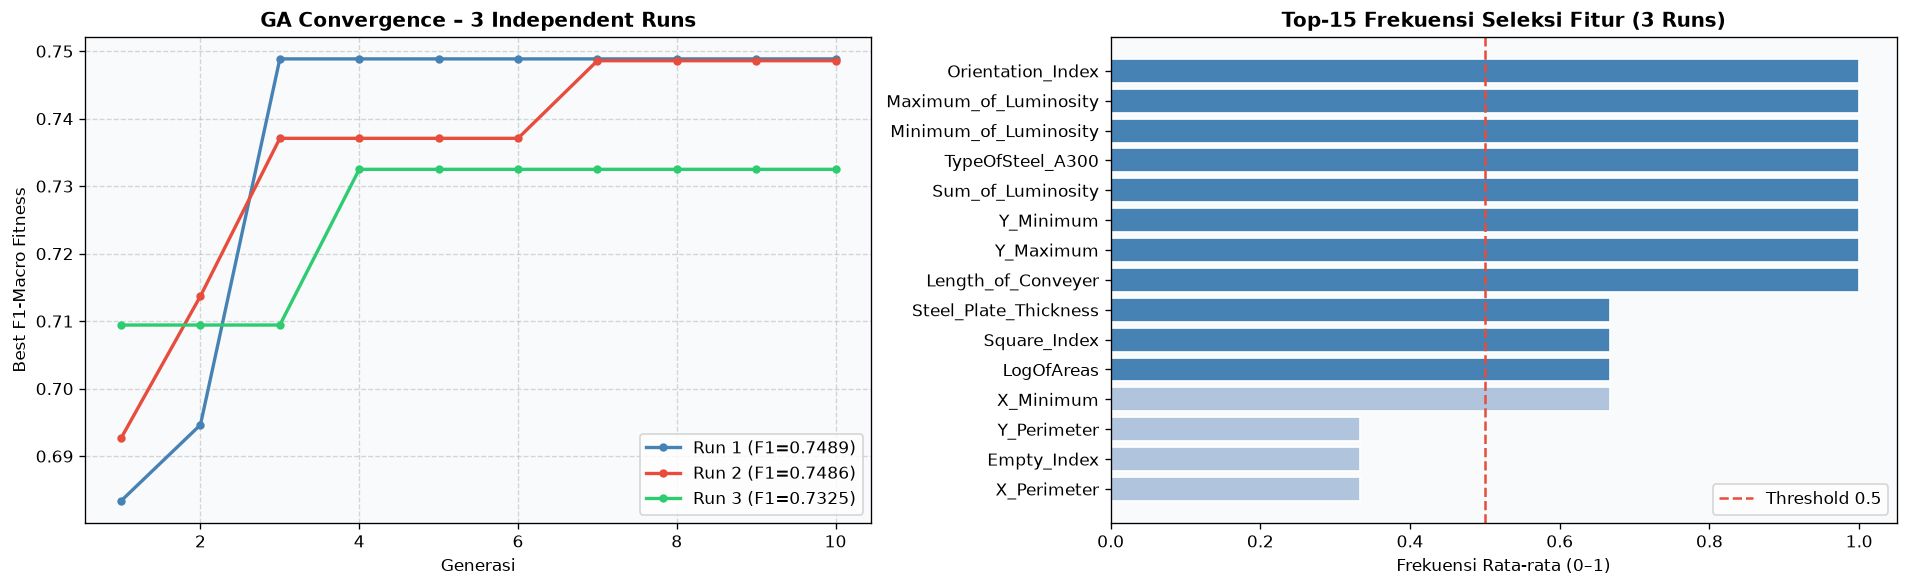 GA Convergence – 3 Independent Runs
Best F1-Macro Fitness
0.75
0.74
0.73
0.72
0.71
0.70
0.69
2 4 6 8 10
Generasi
Run 1 (F1=0.7489)
Run 2 (F1=0.7486)
Run 3 (F1=0.7325)
Top-15 Frekuensi Seleksi Fitur (3 Runs)
Orientation_Index
Maximum_of_Luminosity
Minimum_of_Luminosity
TypeOfSteel_A300
Sum_of_Luminosity
Y_Minimum
Y_Maximum
Length_of_Conveyer
Steel_Plate_Thickness
Square_Index
LogOfAreas
X_Minimum
Y_Perimeter
Empty_Index
X_Perimeter
0.0 0.2 0.4 0.6 0.8 1.0
Frekuensi Rata-rata (0–1)
Threshold 0.5